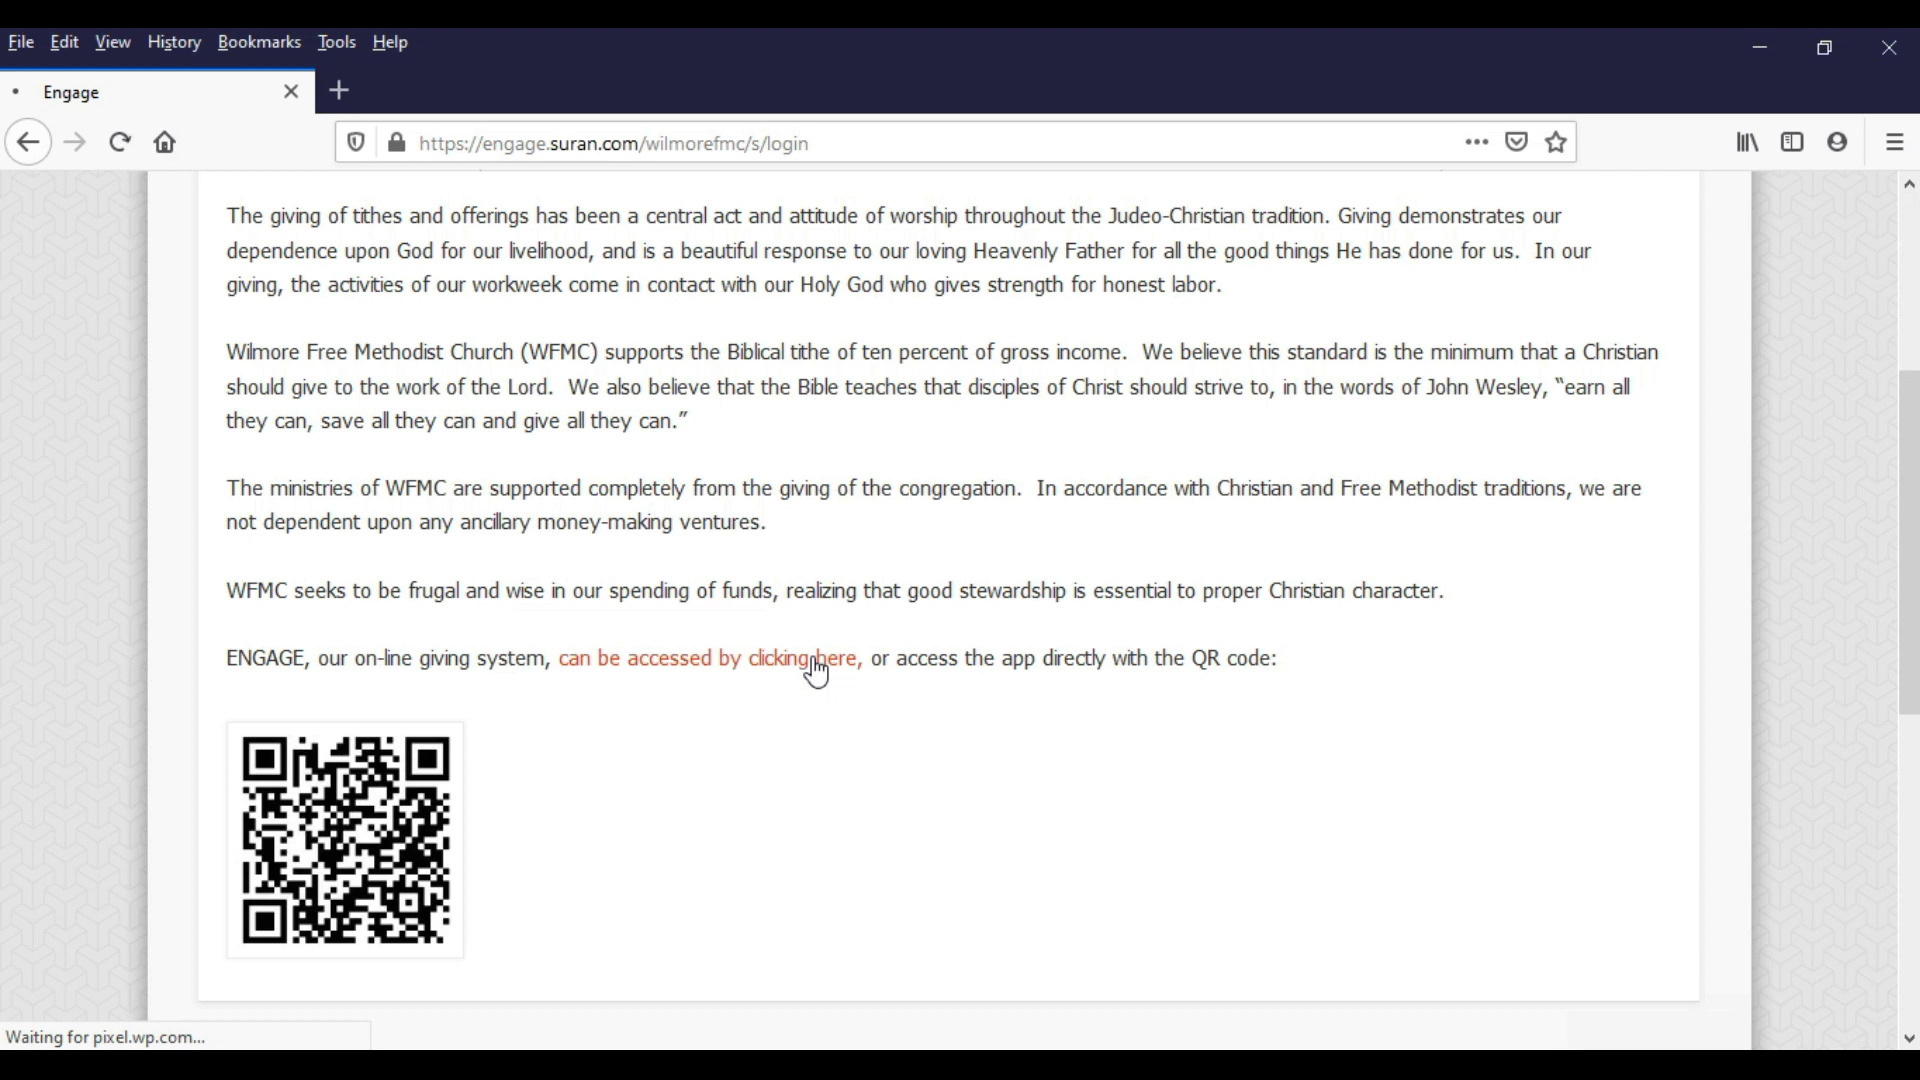 File Edit View History Bookmarks Tools Help
Engage
https://engage.suran.com/wilmorefmc/s/login
The giving of tithes and offerings has been a central act and attitude of worship throughout the Judeo-Christian tradition. Giving demonstrates our
dependence upon God for our livelihood, and is a beautiful response to our loving Heavenly Father for all the good things He has done for us. In our
giving, the activities of our workweek come in contact with our Holy God who gives strength for honest labor.
Wilmore Free Methodist Church (WFMC) supports the Biblical tithe of ten percent of gross income. We believe this standard is the minimum that a Christian
should give to the work of the Lord. We also believe that the Bible teaches that disciples of Christ should strive to, in the words of John Wesley, “earn all
they can, save all they can and give all they can.”
The ministries of WFMC are supported completely from the giving of the congregation. In accordance with Christian and Free Methodist traditions, we are
not dependent upon any ancillary money-making ventures.
WFMC seeks to be frugal and wise in our spending of funds, realizing that good stewardship is essential to proper Christian character.
ENGAGE, our on-line giving system, can be accessed by clicking here, or access the app directly with the QR code:
Waiting for pixel.wp.com...